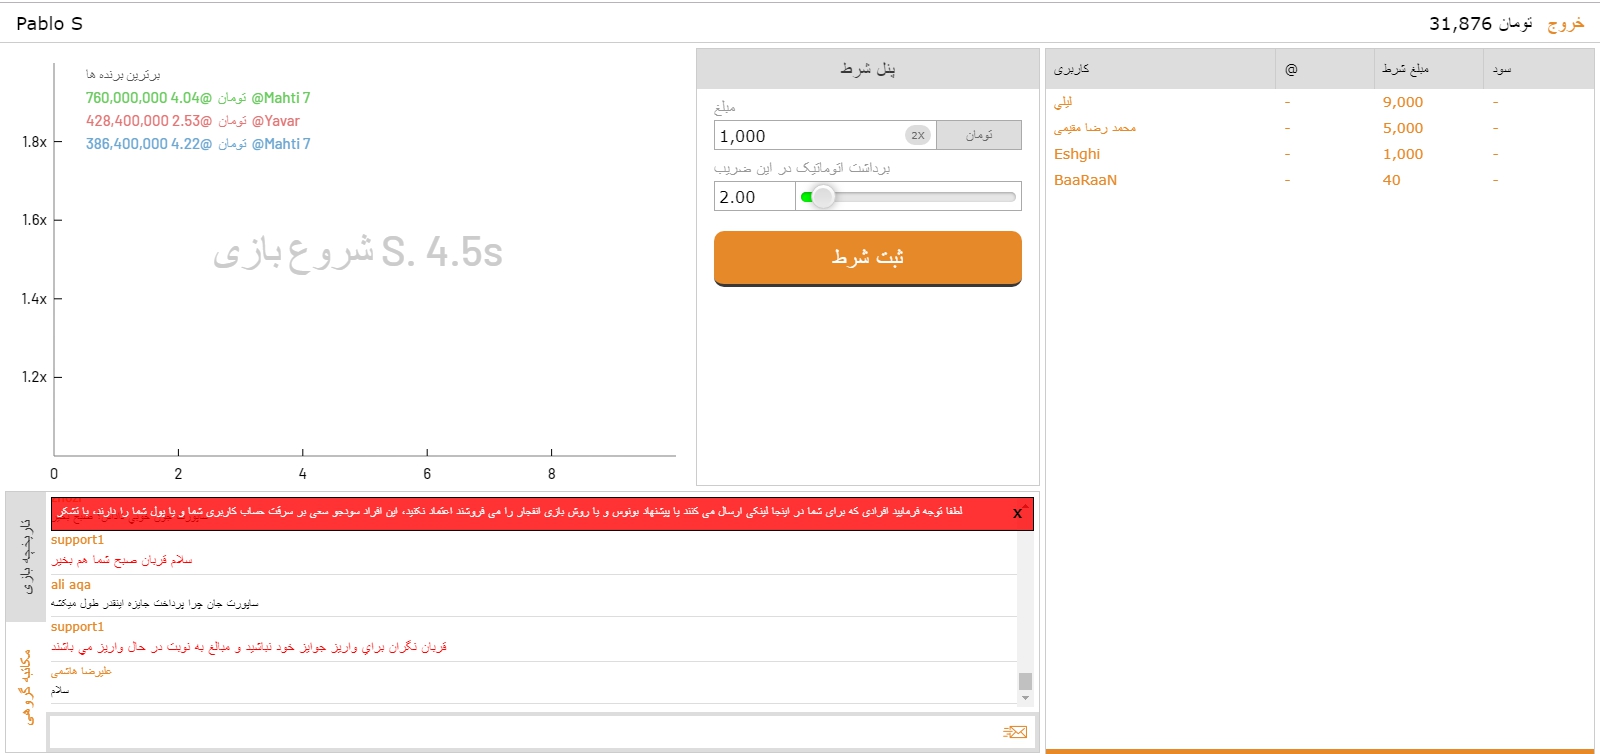 Pablo S
خروج تومان 31,876
برترین برنده ها
760,000,000 4.04@ تومان @Mahti 7
428,400,000 2.53@ تومان @Yavar
386,400,000 4.22@ تومان @Mahti 7
1.8x
1.6x
1.4x
1.2x
شروع بازی S. 4.5s
0 2 4 6 8
پنل شرط
مبلغ
1,000 2X تومان
برداشت اتوماتیک در این ضریب
2.00
ثبت شرط
کاربری @ مبلغ شرط سود
لیلي - 9,000 -
محمد رضا مقیمی - 5,000 -
Eshghi - 1,000 -
BaaRaaN - 40 -
تاریخچه بازی
مکاتبه گروهی
لطفا توجه فرمایید افرادی که برای شما در اینجا لینکی ارسال می کنند یا پیشنهاد بونوس و یا روش بازی انفجار را می فروشند اعتماد نکنید، این افراد سودجو سعی بر سرقت حساب کاربری شما و یا پول شما را دارند، با تشکر
x
support1
سلام قربان صبح شما هم بخیر
ali aqa
ساپورت جان چرا پرداخت جایزه اینقدر طول میکشه
support1
قربان نگران براي واریز جوایز خود نباشید و مبالغ به نوبت در حال واریز مي باشند
علیرضا هاشمی
سلام